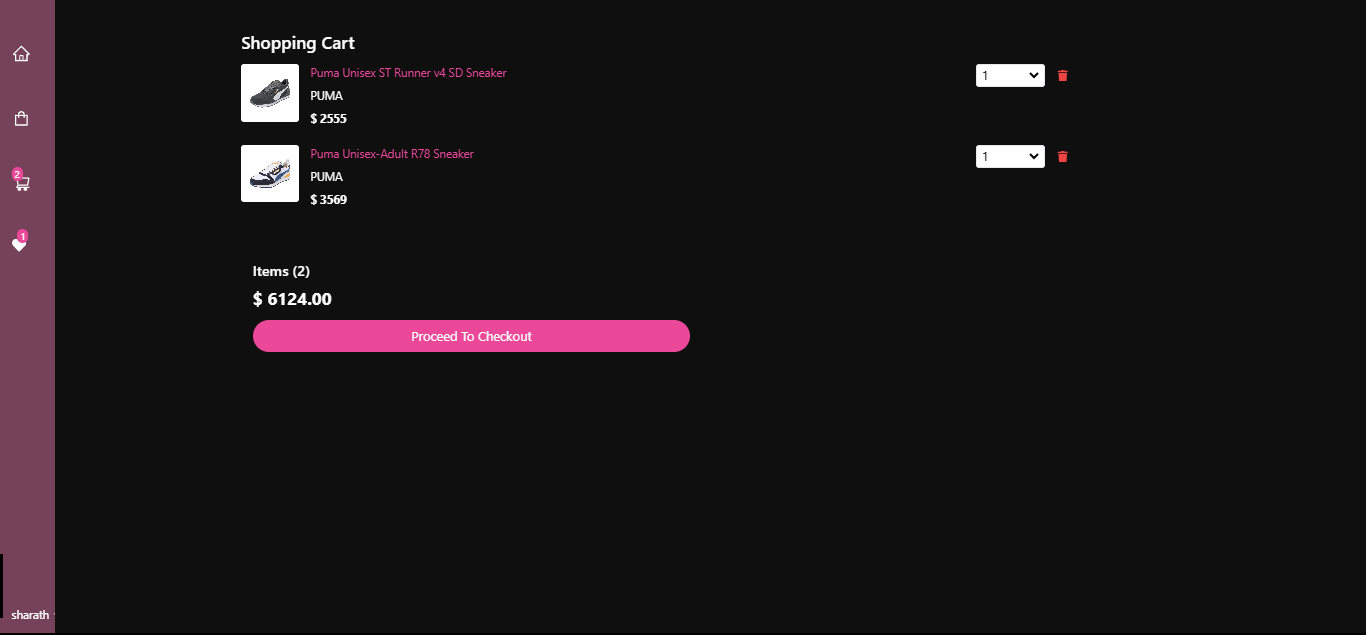 Shopping Cart
Puma Unisex ST Runner v4 SD Sneaker
PUMA
$ 2555
1
Puma Unisex-Adult R78 Sneaker
PUMA
$ 3569
1
2
1
Items (2)
$ 6124.00
Proceed To Checkout
sharath